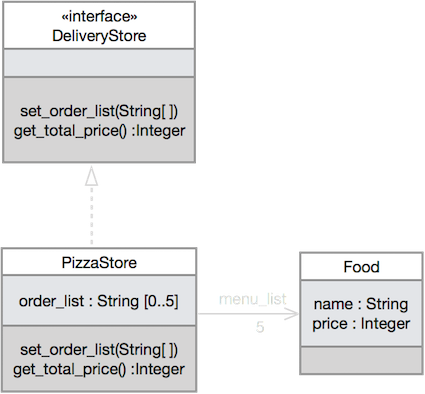 «interface»
DeliveryStore
set_order_list(String[ ])
get_total_price() :Integer
PizzaStore
order_list : String [0..5]
set_order_list(String[ ])
get_total_price() :Integer
menu_list
5
Food
name : String
price : Integer